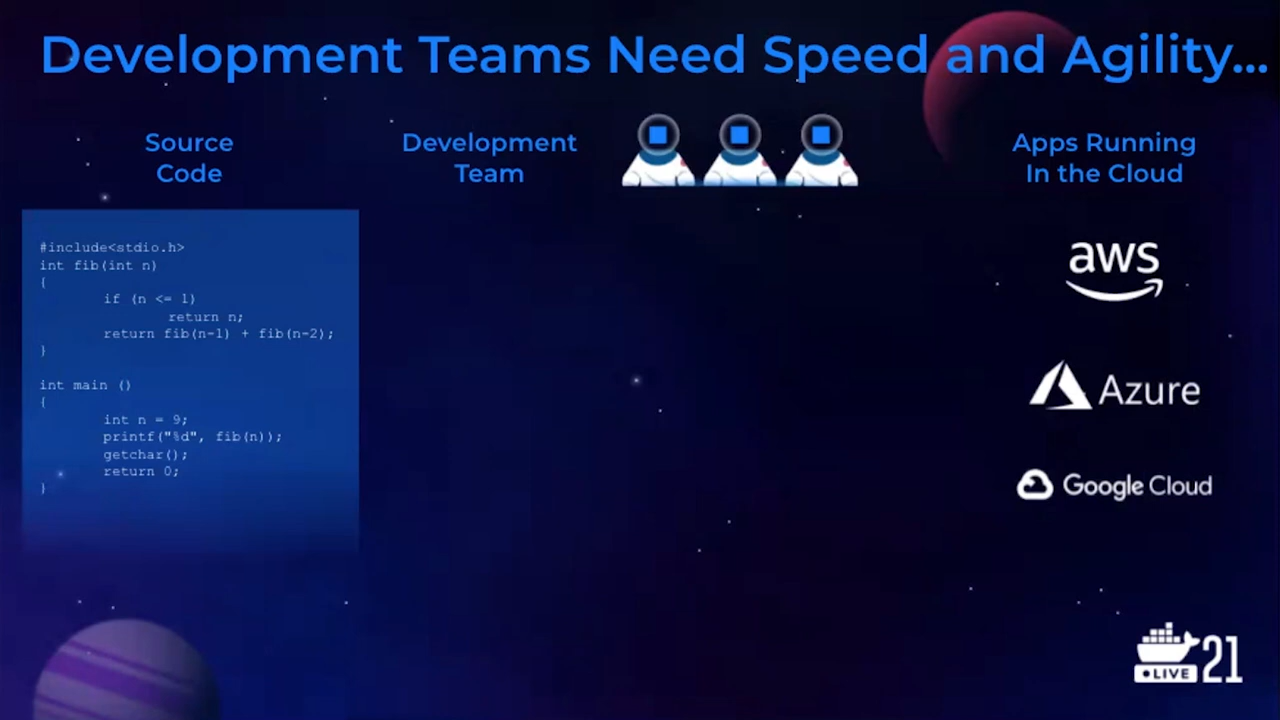 Development Teams Need Speed and Agility...
Source
Code
Development
Team
Apps Running
In the Cloud
#include<stdio.h>
int fib(int n)
{
if (n <= 1)
return n;
return fib(n-1) + fib(n-2);
}
int main ()
{
int n = 9;
printf("%d", fib(n));
getchar();
return 0;
}
aws
Azure
Google Cloud
LIVE 21